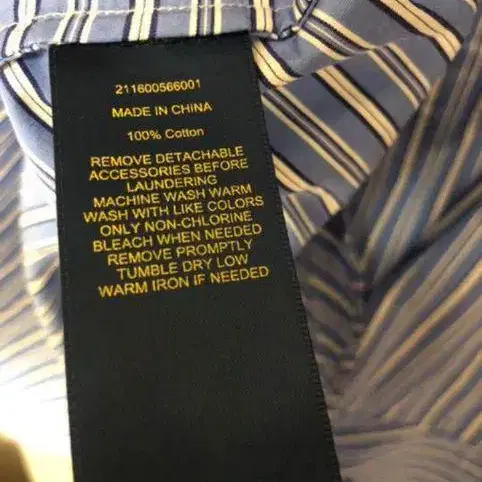 211600566001
MADE IN CHINA
100% Cotton
REMOVE DETACHABLE
ACCESSORIES BEFORE
LAUNDERING
MACHINE WASH WARM
WASH WITH LIKE COLORS
ONLY NON-CHLORINE
BLEACH WHEN NEEDED
REMOVE PROMPTLY
TUMBLE DRY LOW
WARM IRON IF NEEDED